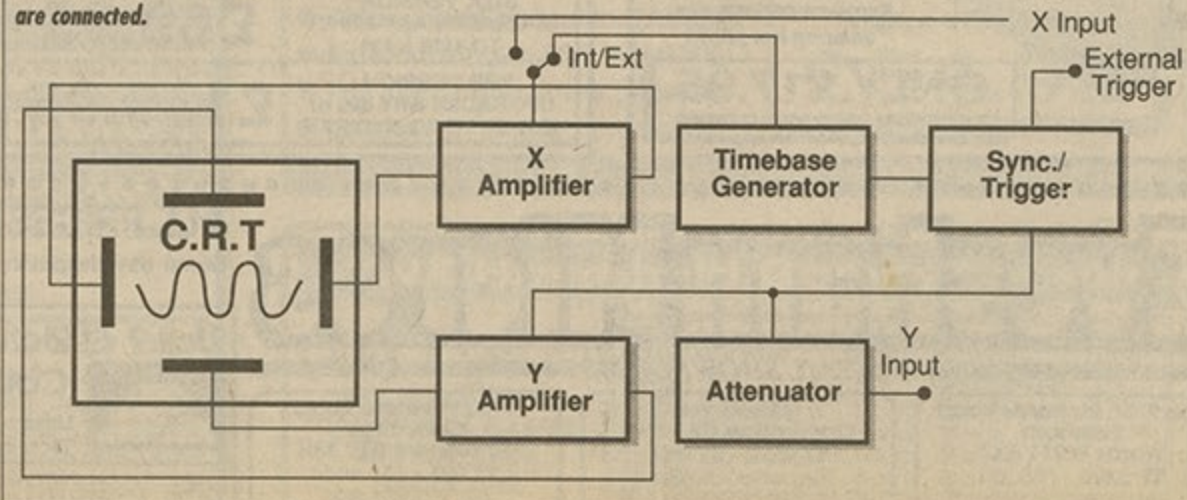 are connected.
X Input
Int/Ext
External
Trigger
X
Amplifier
Timebase
Generator
Sync./
Trigger
C.R.T
Y
Input
Y
Amplifier
Attenuator